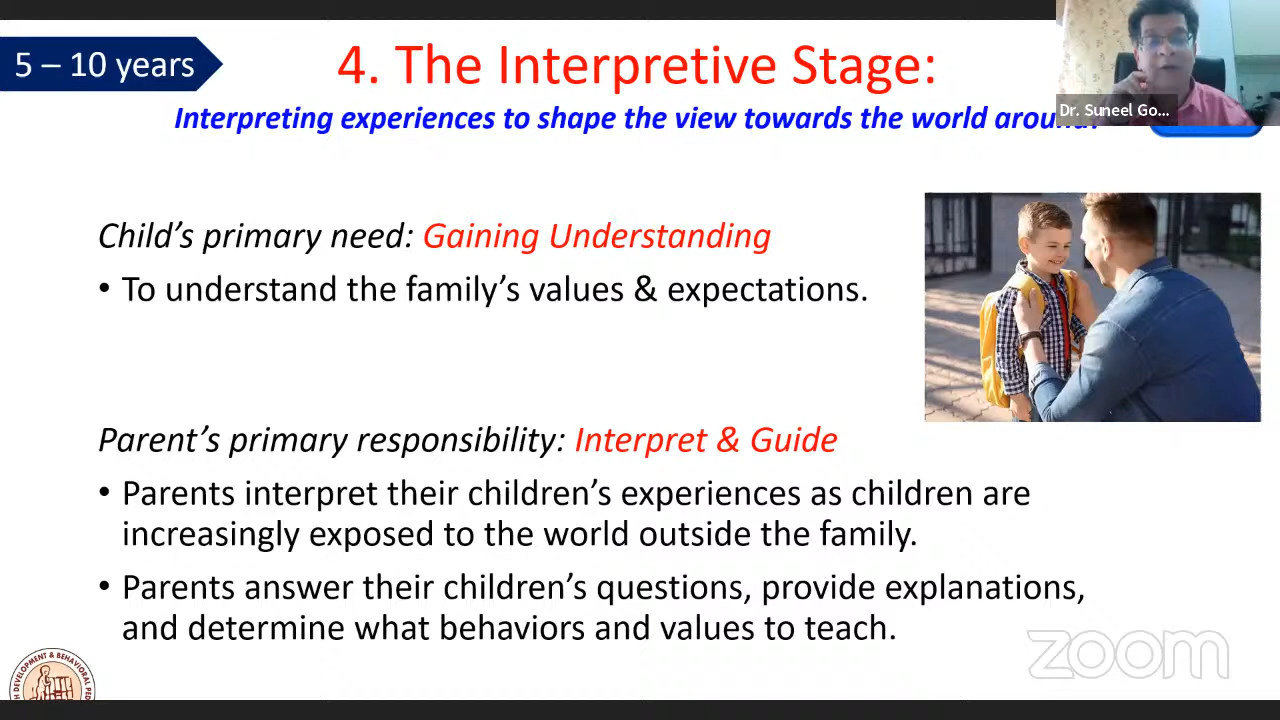 5 – 10 years
4. The Interpretive Stage:
Interpreting experiences to shape the view towards the world around.
Dr. Suneel Go...
Child's primary need: Gaining Understanding
• To understand the family's values & expectations.
Parent's primary responsibility: Interpret & Guide
• Parents interpret their children's experiences as children are
increasingly exposed to the world outside the family.
• Parents answer their children's questions, provide explanations,
and determine what behaviors and values to teach.
zoom
DEVELOPMENT & BEHAVIORAL